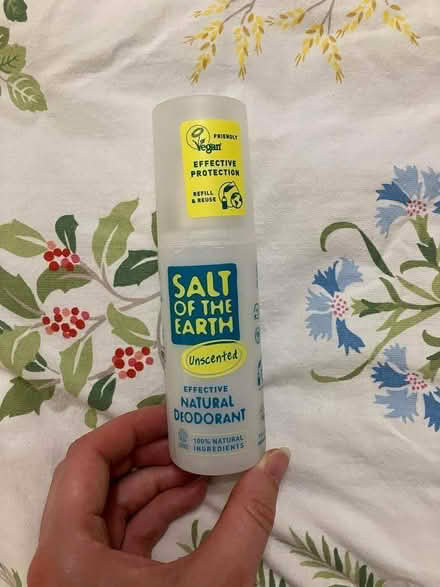 Vegan FRIENDLY
EFFECTIVE
PROTECTION
REFILL
& REUSE
SALT
OF THE
EARTH
Unscented
EFFECTIVE
NATURAL
DEODORANT
100% NATURAL
INGREDIENTS